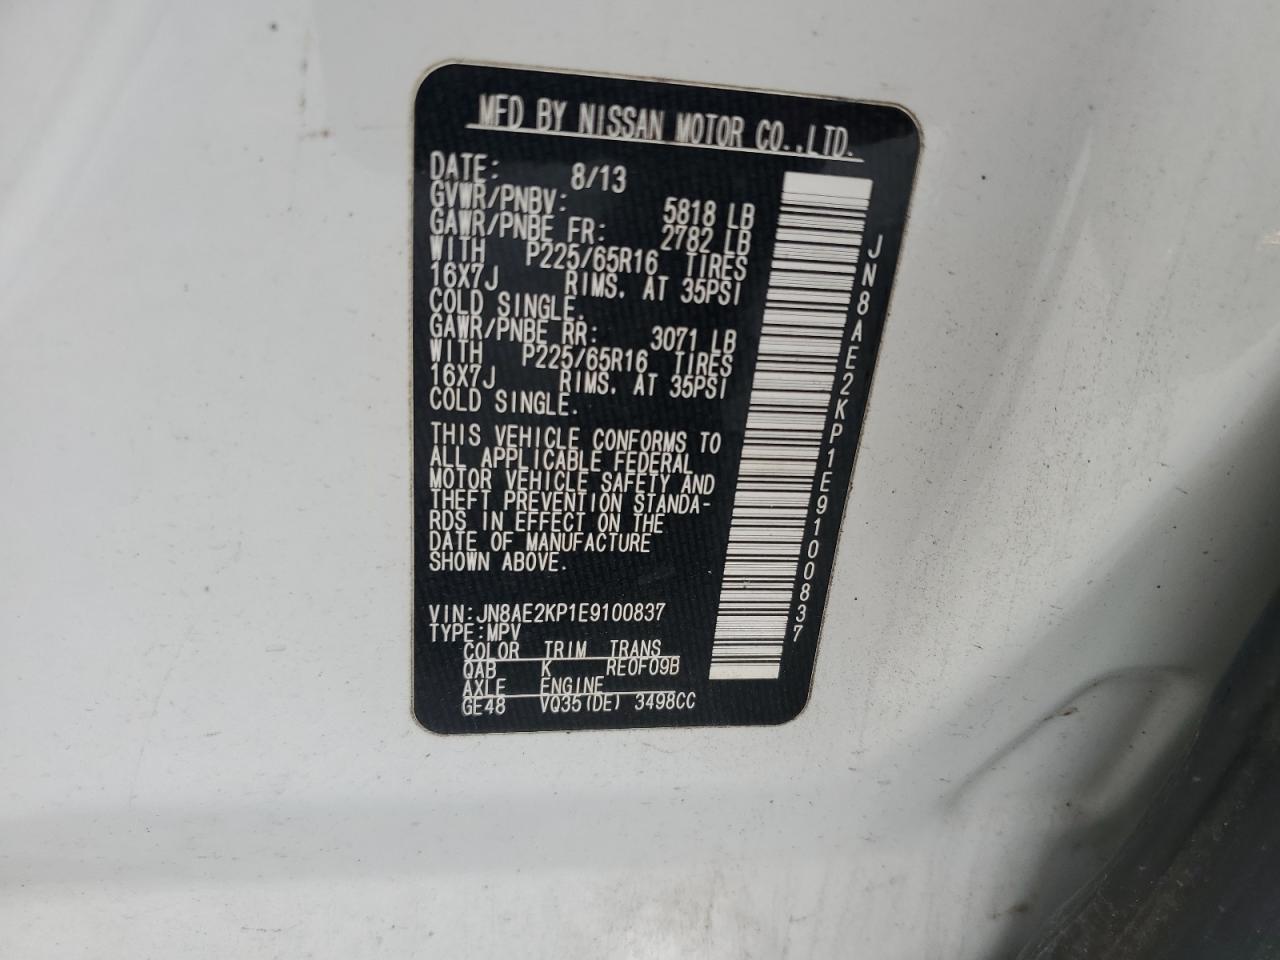 MFD BY NISSAN MOTOR CO.,LTD.
DATE: 8/13
GVWR/PNBV: 5818 LB
GAWR/PNBE FR: 2782 LB
WITH P225/65R16 TIRES
16X7J RIMS. AT 35PSI
COLD SINGLE.
GAWR/PNBE RR: 3071 LB
WITH P225/65R16 TIRES
16X7J RIMS. AT 35PSI
COLD SINGLE.
THIS VEHICLE CONFORMS TO
ALL APPLICABLE FEDERAL
MOTOR VEHICLE SAFETY AND
THEFT PREVENTION STANDA-
RDS IN EFFECT ON THE
DATE OF MANUFACTURE
SHOWN ABOVE.
VIN:JN8AE2KP1E9100837
TYPE:MPV
COLOR TRIM TRANS
QAB K RE0F09B
AXLE ENGINE
GE48 VQ35(DE) 3498CC
JN8AE2KP1E9100837